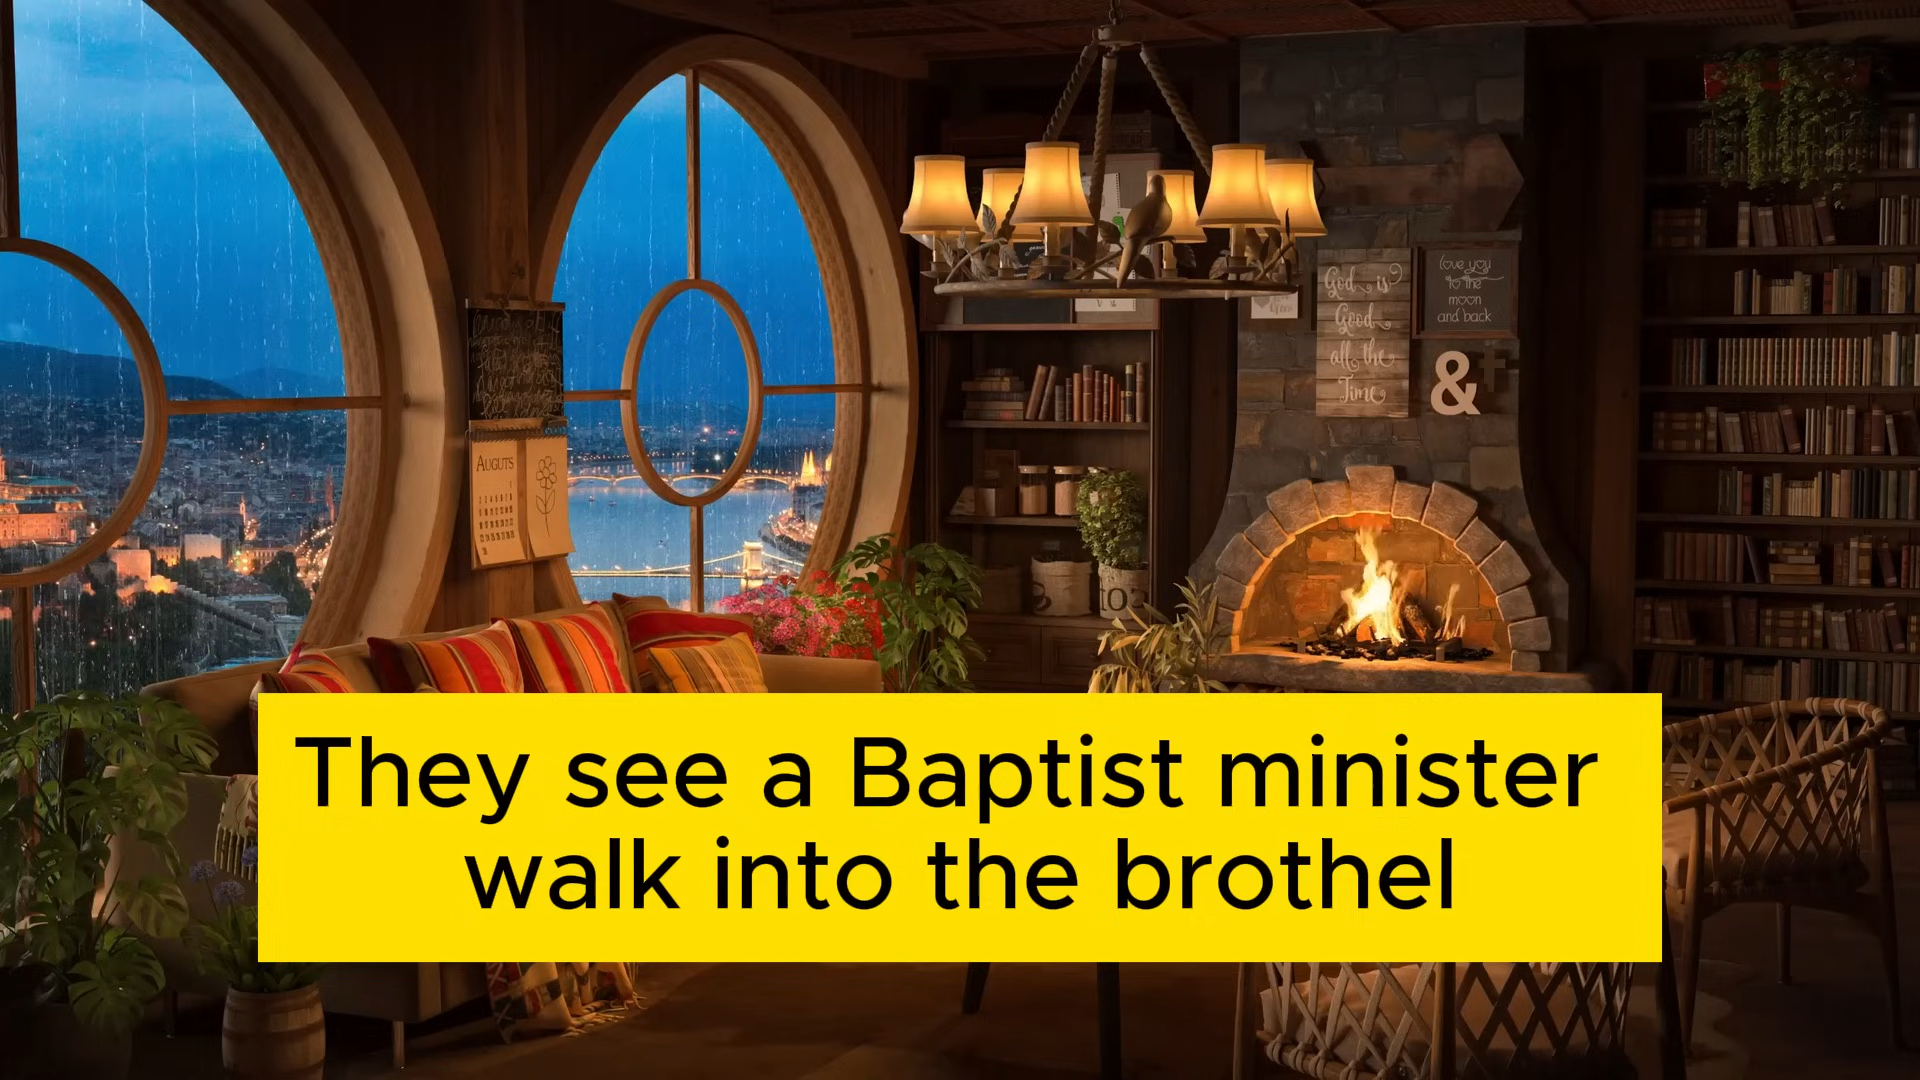 AUGUTS
God is
Good
all the
Time
love you
to the
moon
and back
&
They see a Baptist minister
walk into the brothel